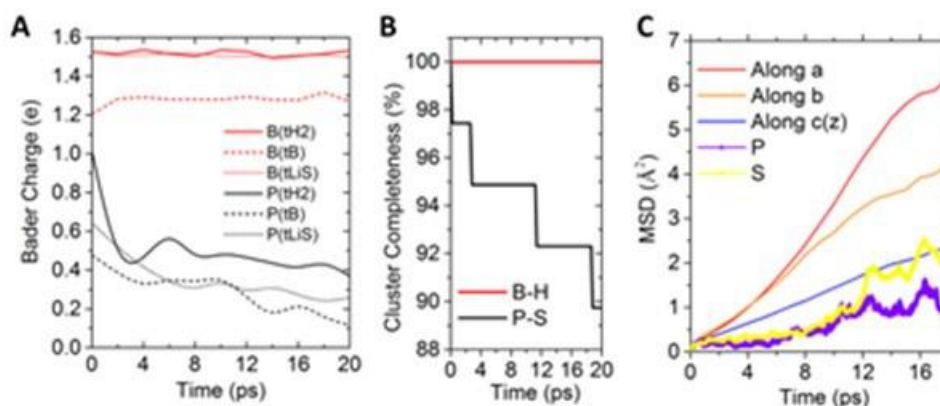 A
Bader Charge (e)
1.6
1.4
1.2
1.0
0.8
0.6
0.4
0.2
0.0
B(tH2)
B(tB)
B(tLiS)
P(tH2)
P(tB)
P(tLiS)
0 4 8 12 16 20
Time (ps)
B
Cluster Completeness (%)
100
98
96
94
92
90
88
B-H
P-S
0 4 8 12 16 20
Time (ps)
C
MSD (Å²)
7
6
5
4
3
2
1
0
Along a
Along b
Along c(z)
P
S
0 4 8 12 16
Time (ps)